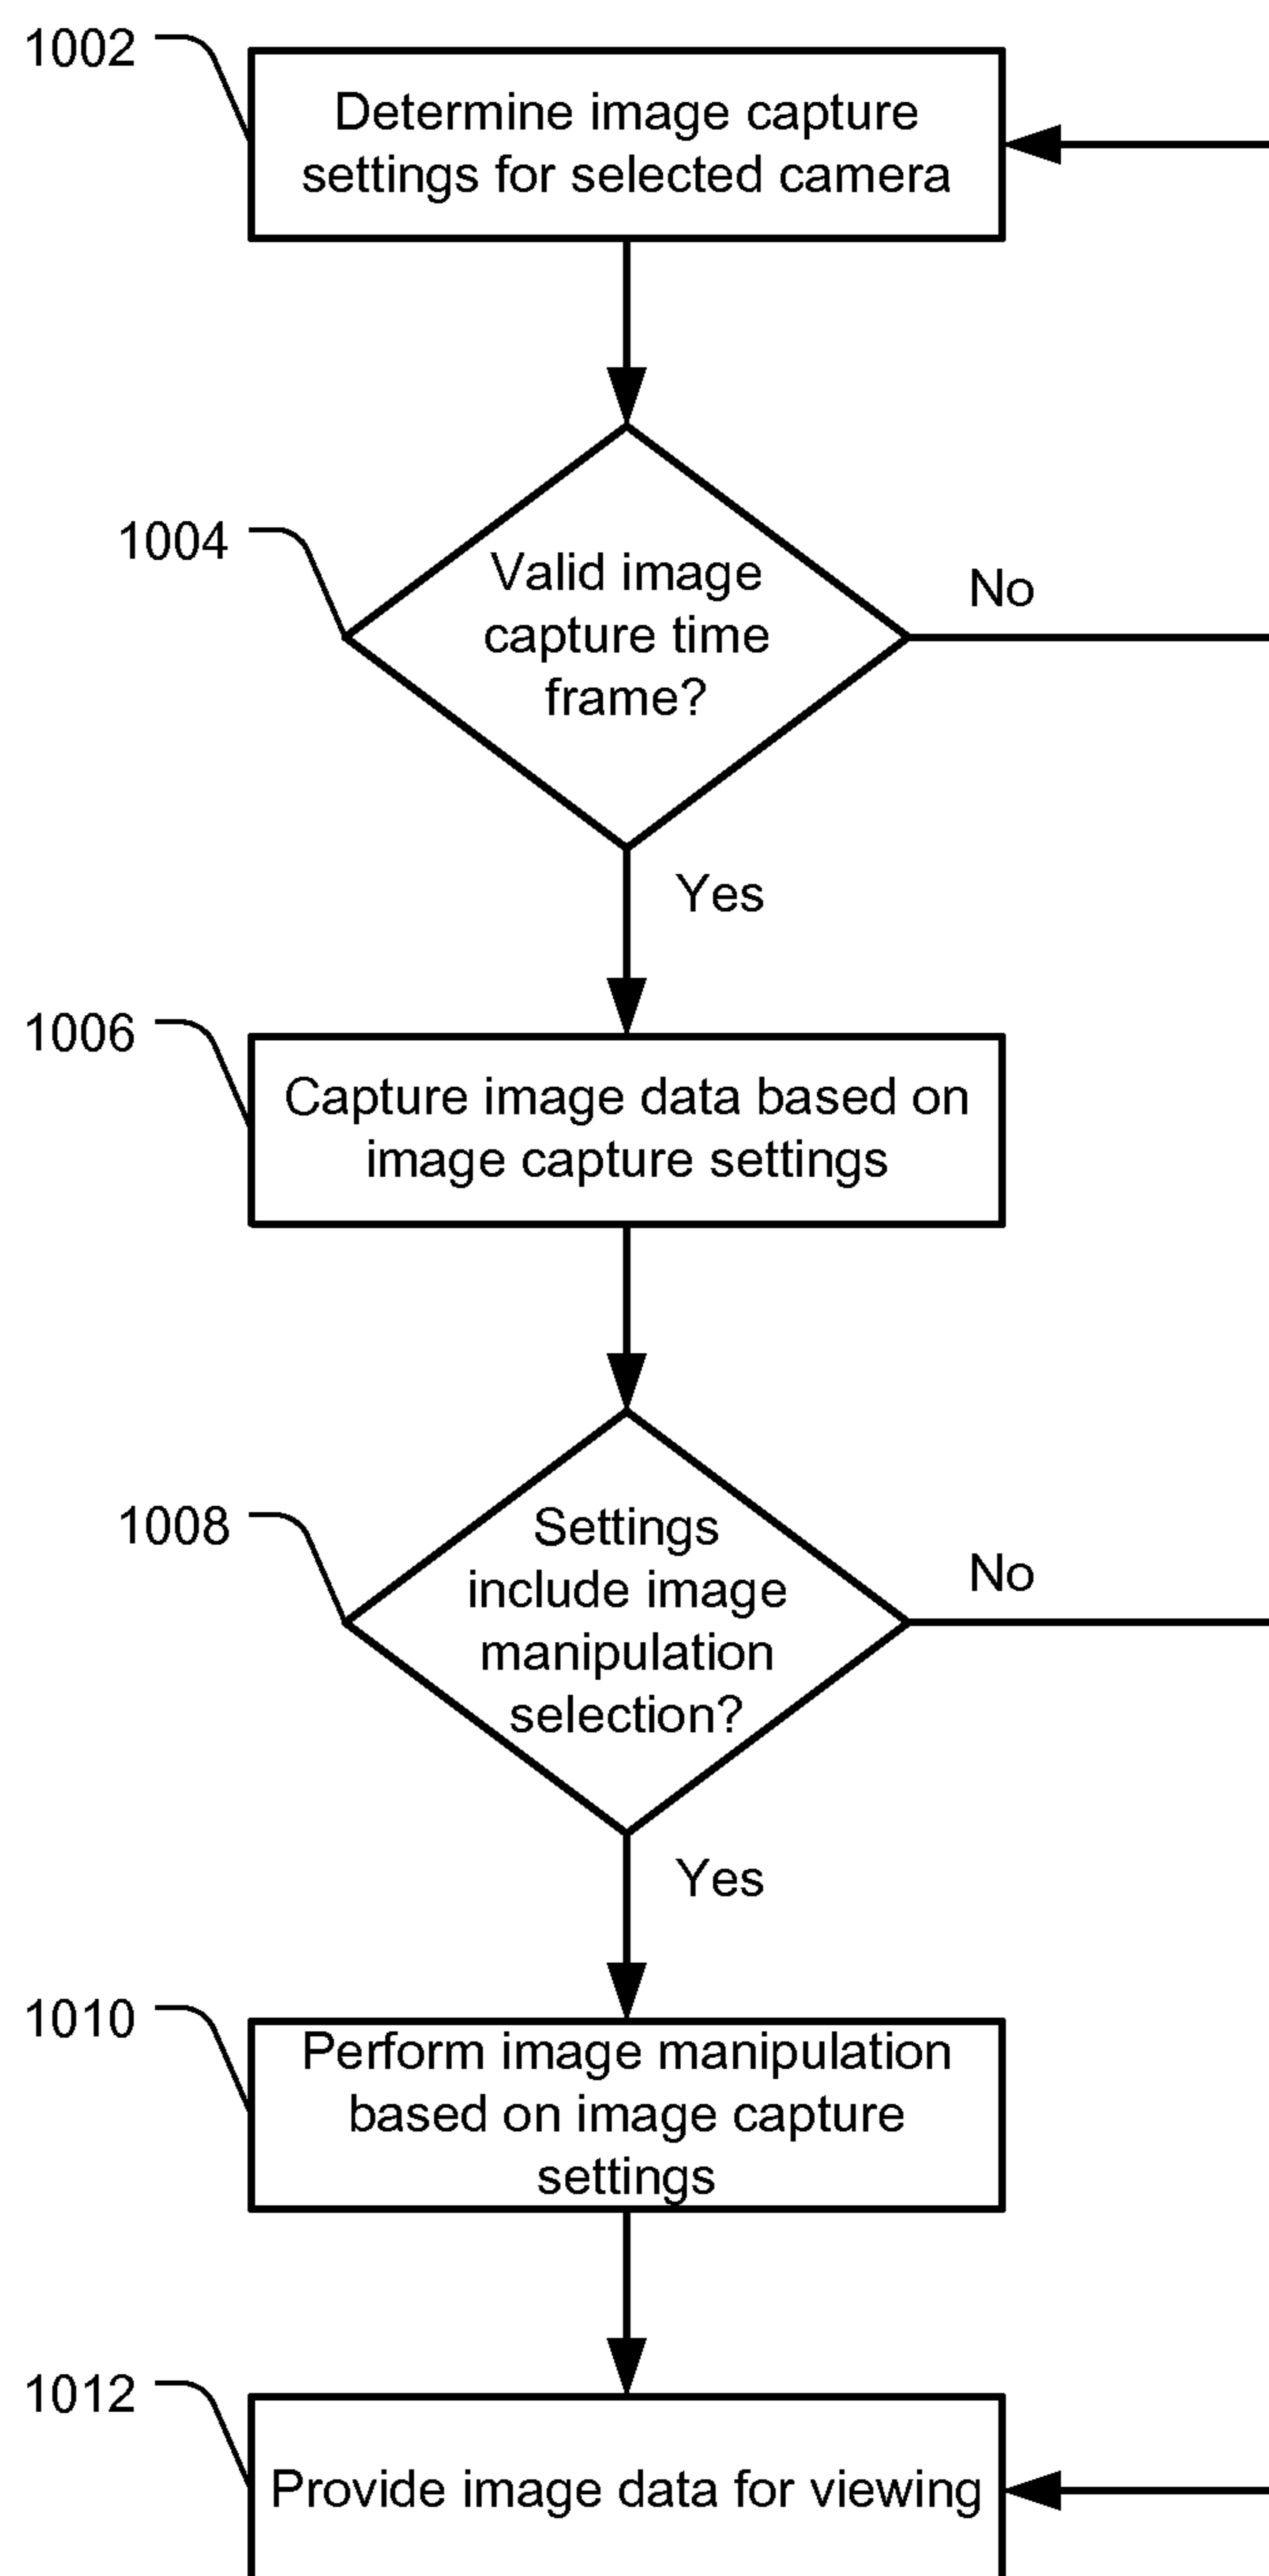 1002
Determine image capture
settings for selected camera
1004
Valid image
capture time
frame?
No
Yes
1006
Capture image data based on
image capture settings
1008
Settings
include image
manipulation
selection?
No
Yes
1010
Perform image manipulation
based on image capture
settings
1012
Provide image data for viewing